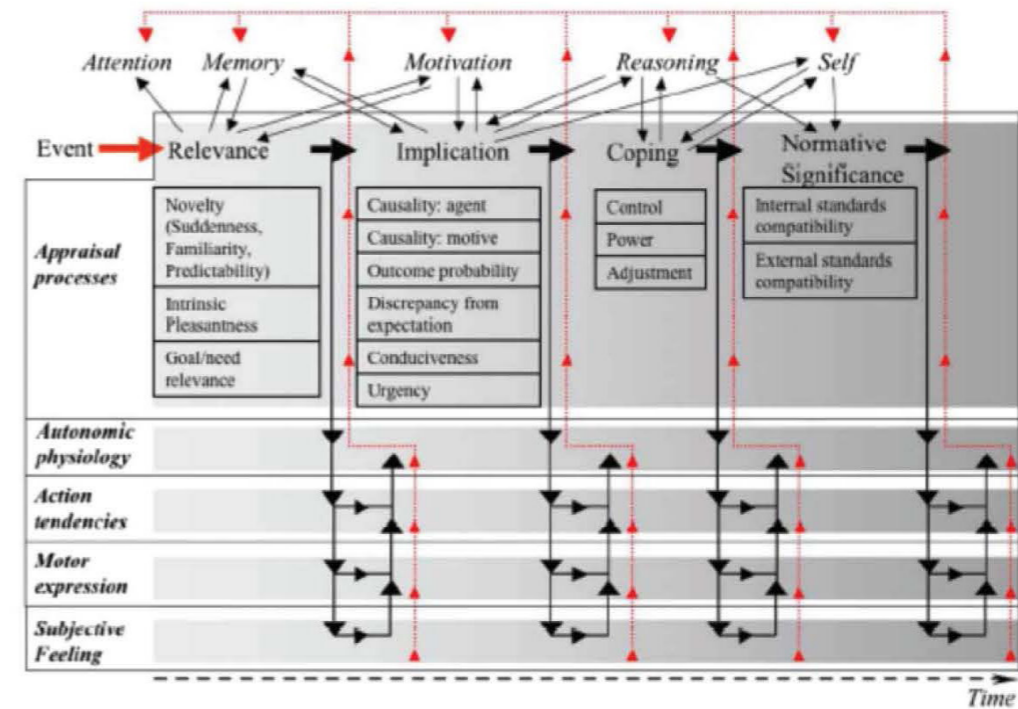 Attention Memory Motivation Reasoning Self
Event Relevance Implication Coping Normative
Significance
Appraisal
processes
Novelty
(Suddenness,
Familiarity,
Predictability)
Intrinsic
Pleasantness
Goal/need
relevance
Causality: agent
Causality: motive
Outcome probability
Discrepancy from
expectation
Conduciveness
Urgency
Control
Power
Adjustment
Internal standards
compatibility
External standards
compatibility
Autonomic
physiology
Action
tendencies
Motor
expression
Subjective
Feeling
Time